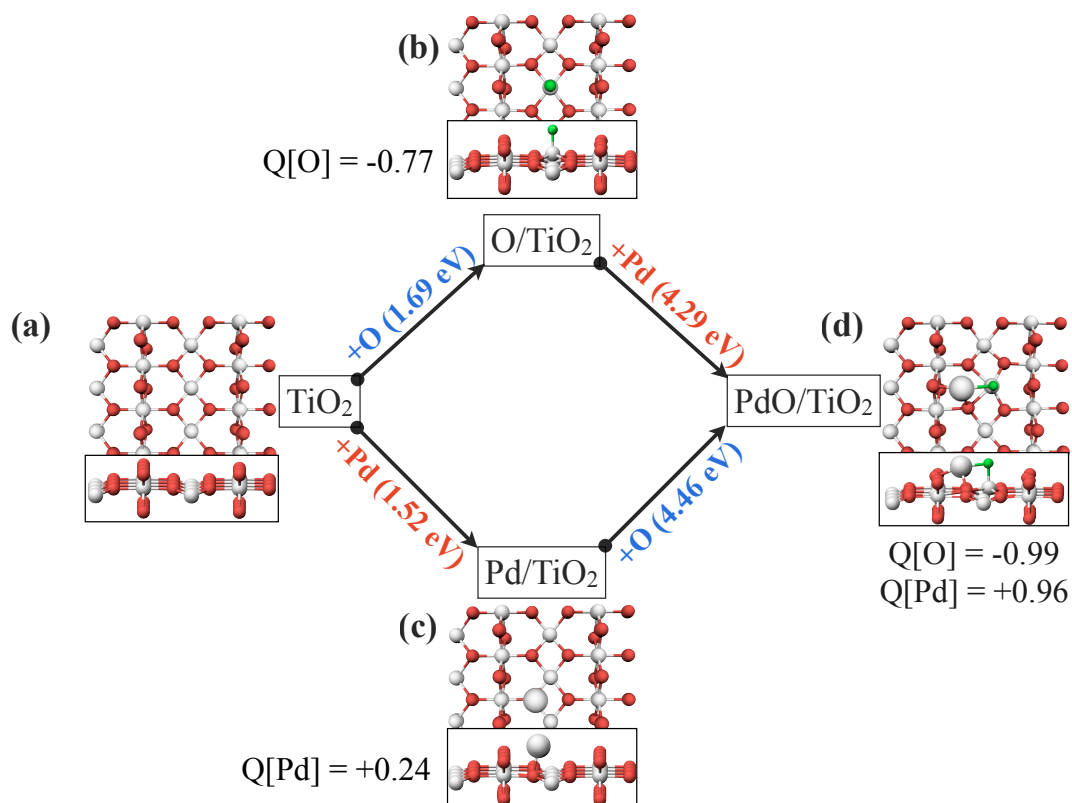 (b)
Q[O] = -0.77
O/TiO₂
+O (1.69 eV)
+Pd (4.29 eV)
(a)
(d)
TiO₂
PdO/TiO₂
+Pd (1.52 eV)
+O (4.46 eV)
Pd/TiO₂
Q[O] = -0.99
Q[Pd] = +0.96
(c)
Q[Pd] = +0.24